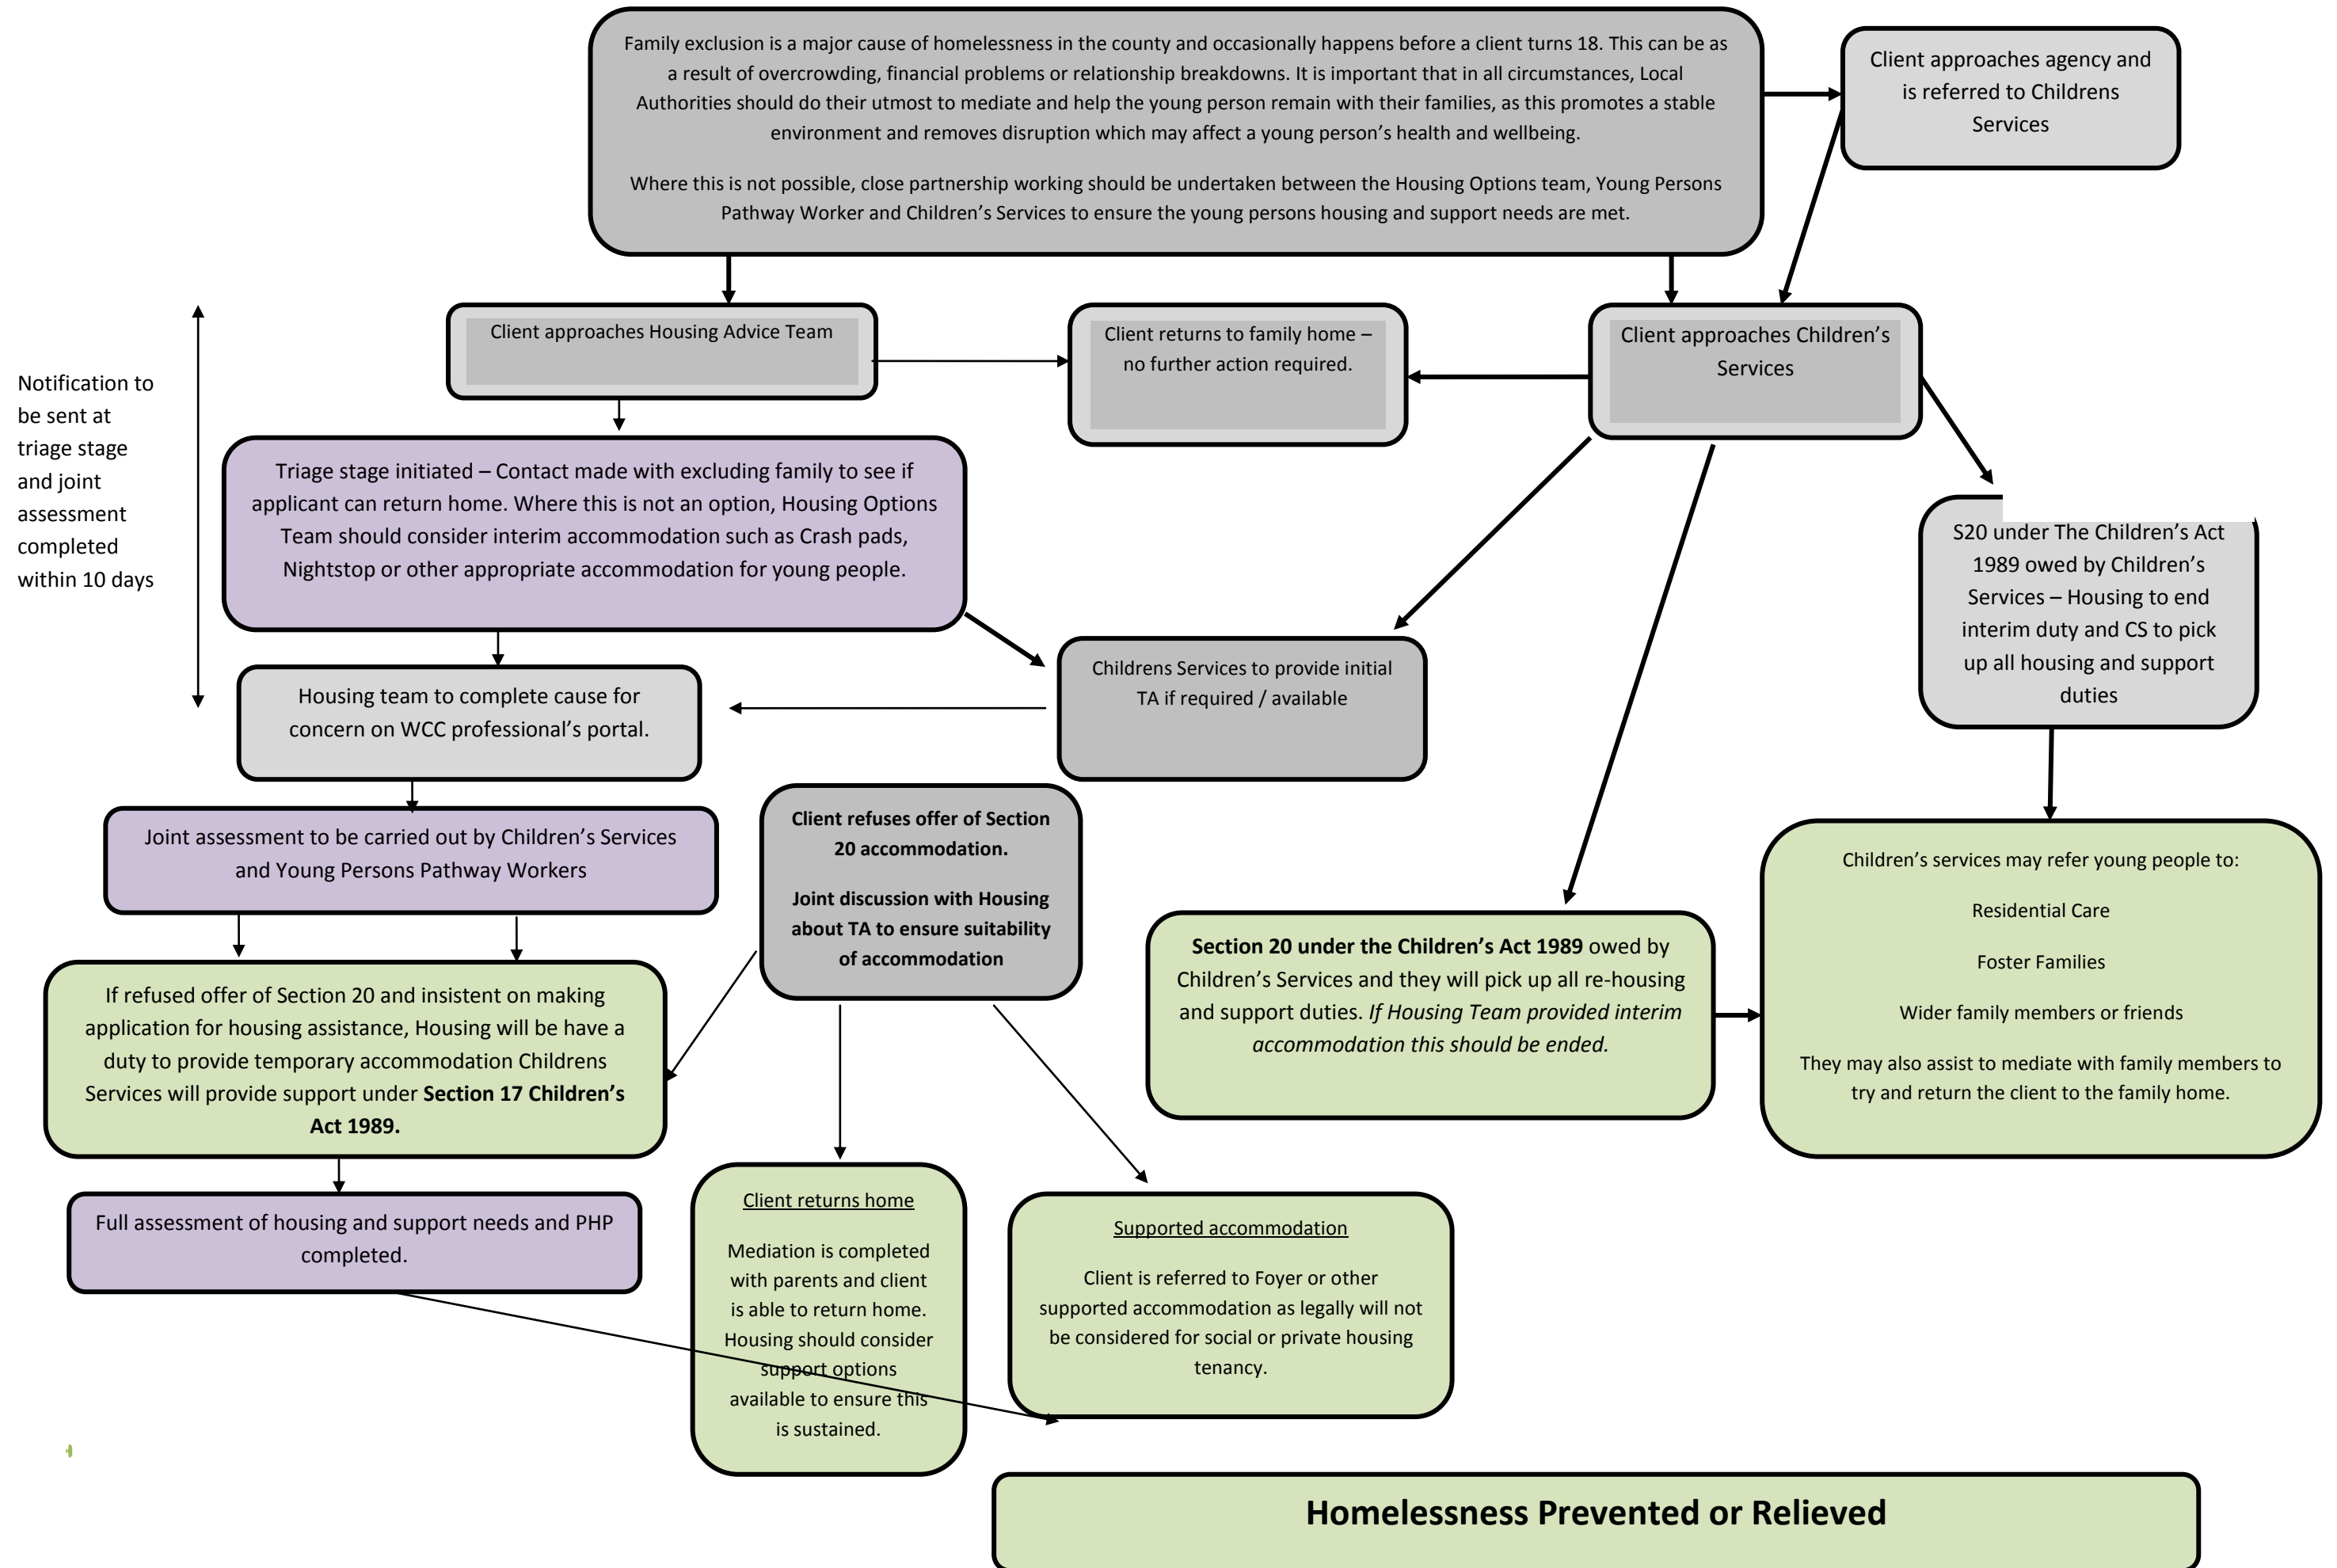 Family exclusion is a major cause of homelessness in the county and occasionally happens before a client turns 18. This can be as
a result of overcrowding, financial problems or relationship breakdowns. It is important that in all circumstances, Local
Authorities should do their utmost to mediate and help the young person remain with their families, as this promotes a stable
environment and removes disruption which may affect a young person's health and wellbeing.
Where this is not possible, close partnership working should be undertaken between the Housing Options team, Young Persons
Pathway Worker and Children's Services to ensure the young persons housing and support needs are met.
Client approaches agency and
is referred to Childrens
Services
Client approaches Housing Advice Team
Client returns to family home –
no further action required.
Client approaches Children's
Services
Notification to
be sent at
triage stage
and joint
assessment
completed
within 10 days
Triage stage initiated – Contact made with excluding family to see if
applicant can return home. Where this is not an option, Housing Options
Team should consider interim accommodation such as Crash pads,
Nightstop or other appropriate accommodation for young people.
S20 under The Children's Act
1989 owed by Children's
Services – Housing to end
interim duty and CS to pick
up all housing and support
duties
Housing team to complete cause for
concern on WCC professional's portal.
Childrens Services to provide initial
TA if required / available
Joint assessment to be carried out by Children's Services
and Young Persons Pathway Workers
Client refuses offer of Section
20 accommodation.
Joint discussion with Housing
about TA to ensure suitability
of accommodation
Section 20 under the Children's Act 1989 owed by
Children's Services and they will pick up all re-housing
and support duties. If Housing Team provided interim
accommodation this should be ended.
Children's services may refer young people to:
Residential Care
Foster Families
Wider family members or friends
They may also assist to mediate with family members to
try and return the client to the family home.
If refused offer of Section 20 and insistent on making
application for housing assistance, Housing will be have a
duty to provide temporary accommodation Childrens
Services will provide support under Section 17 Children's
Act 1989.
Full assessment of housing and support needs and PHP
completed.
Client returns home
Mediation is completed
with parents and client
is able to return home.
Housing should consider
support options
available to ensure this
is sustained.
Supported accommodation
Client is referred to Foyer or other
supported accommodation as legally will not
be considered for social or private housing
tenancy.
Homelessness Prevented or Relieved